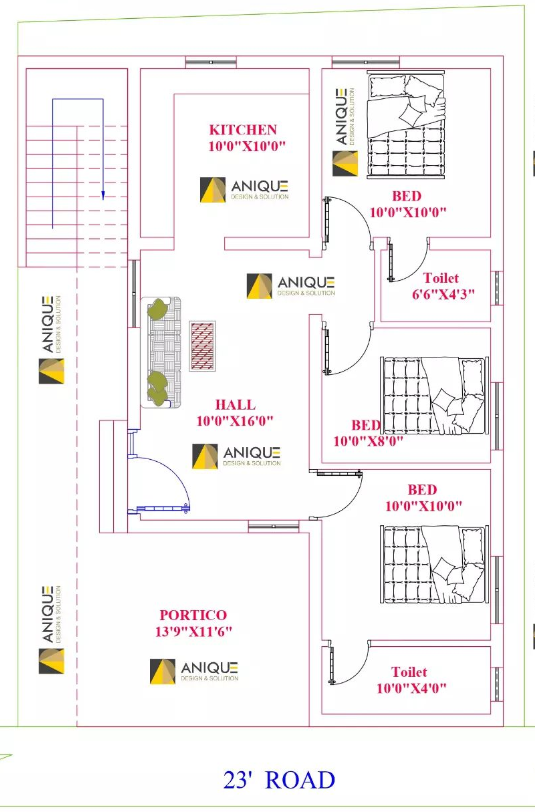 KITCHEN
10'0"X10'0"
ANIQUE
DESIGN & SOLUTION
ANIQUE
DESIGN & SOLUTION
BED
10'0"X10'0"
ANIQUE
DESIGN & SOLUTION
Toilet
6'6"X4'3"
ANIQUE
DESIGN & SOLUTION
HALL
10'0"X16'0"
BED
10'0"X8'0"
ANIQUE
DESIGN & SOLUTION
BED
10'0"X10'0"
ANIQUE
DESIGN & SOLUTION
PORTICO
13'9"X11'6"
ANIQUE
DESIGN & SOLUTION
Toilet
10'0"X4'0"
23' ROAD